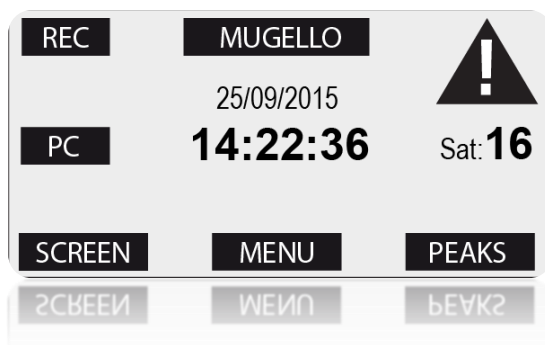 REC MUGELLO
25/09/2015
PC 14:22:36 Sat:16
SCREEN MENU PEAKS